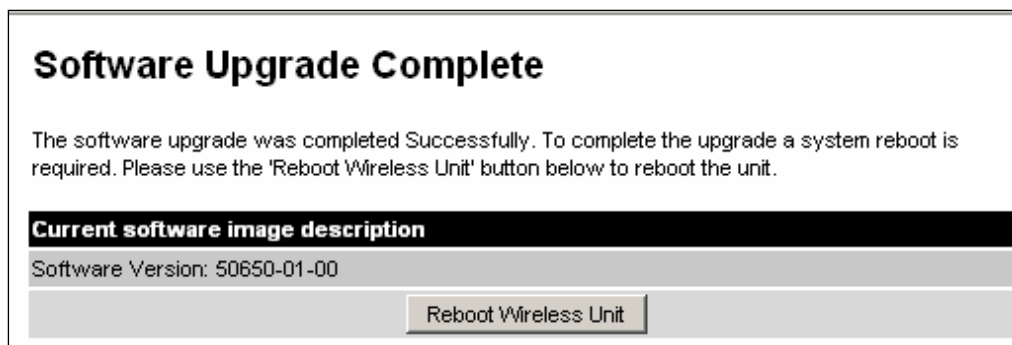 Software Upgrade Complete
The software upgrade was completed Successfully. To complete the upgrade a system reboot is
required. Please use the 'Reboot Wireless Unit' button below to reboot the unit.
Current software image description
Software Version: 50650-01-00
Reboot Wireless Unit